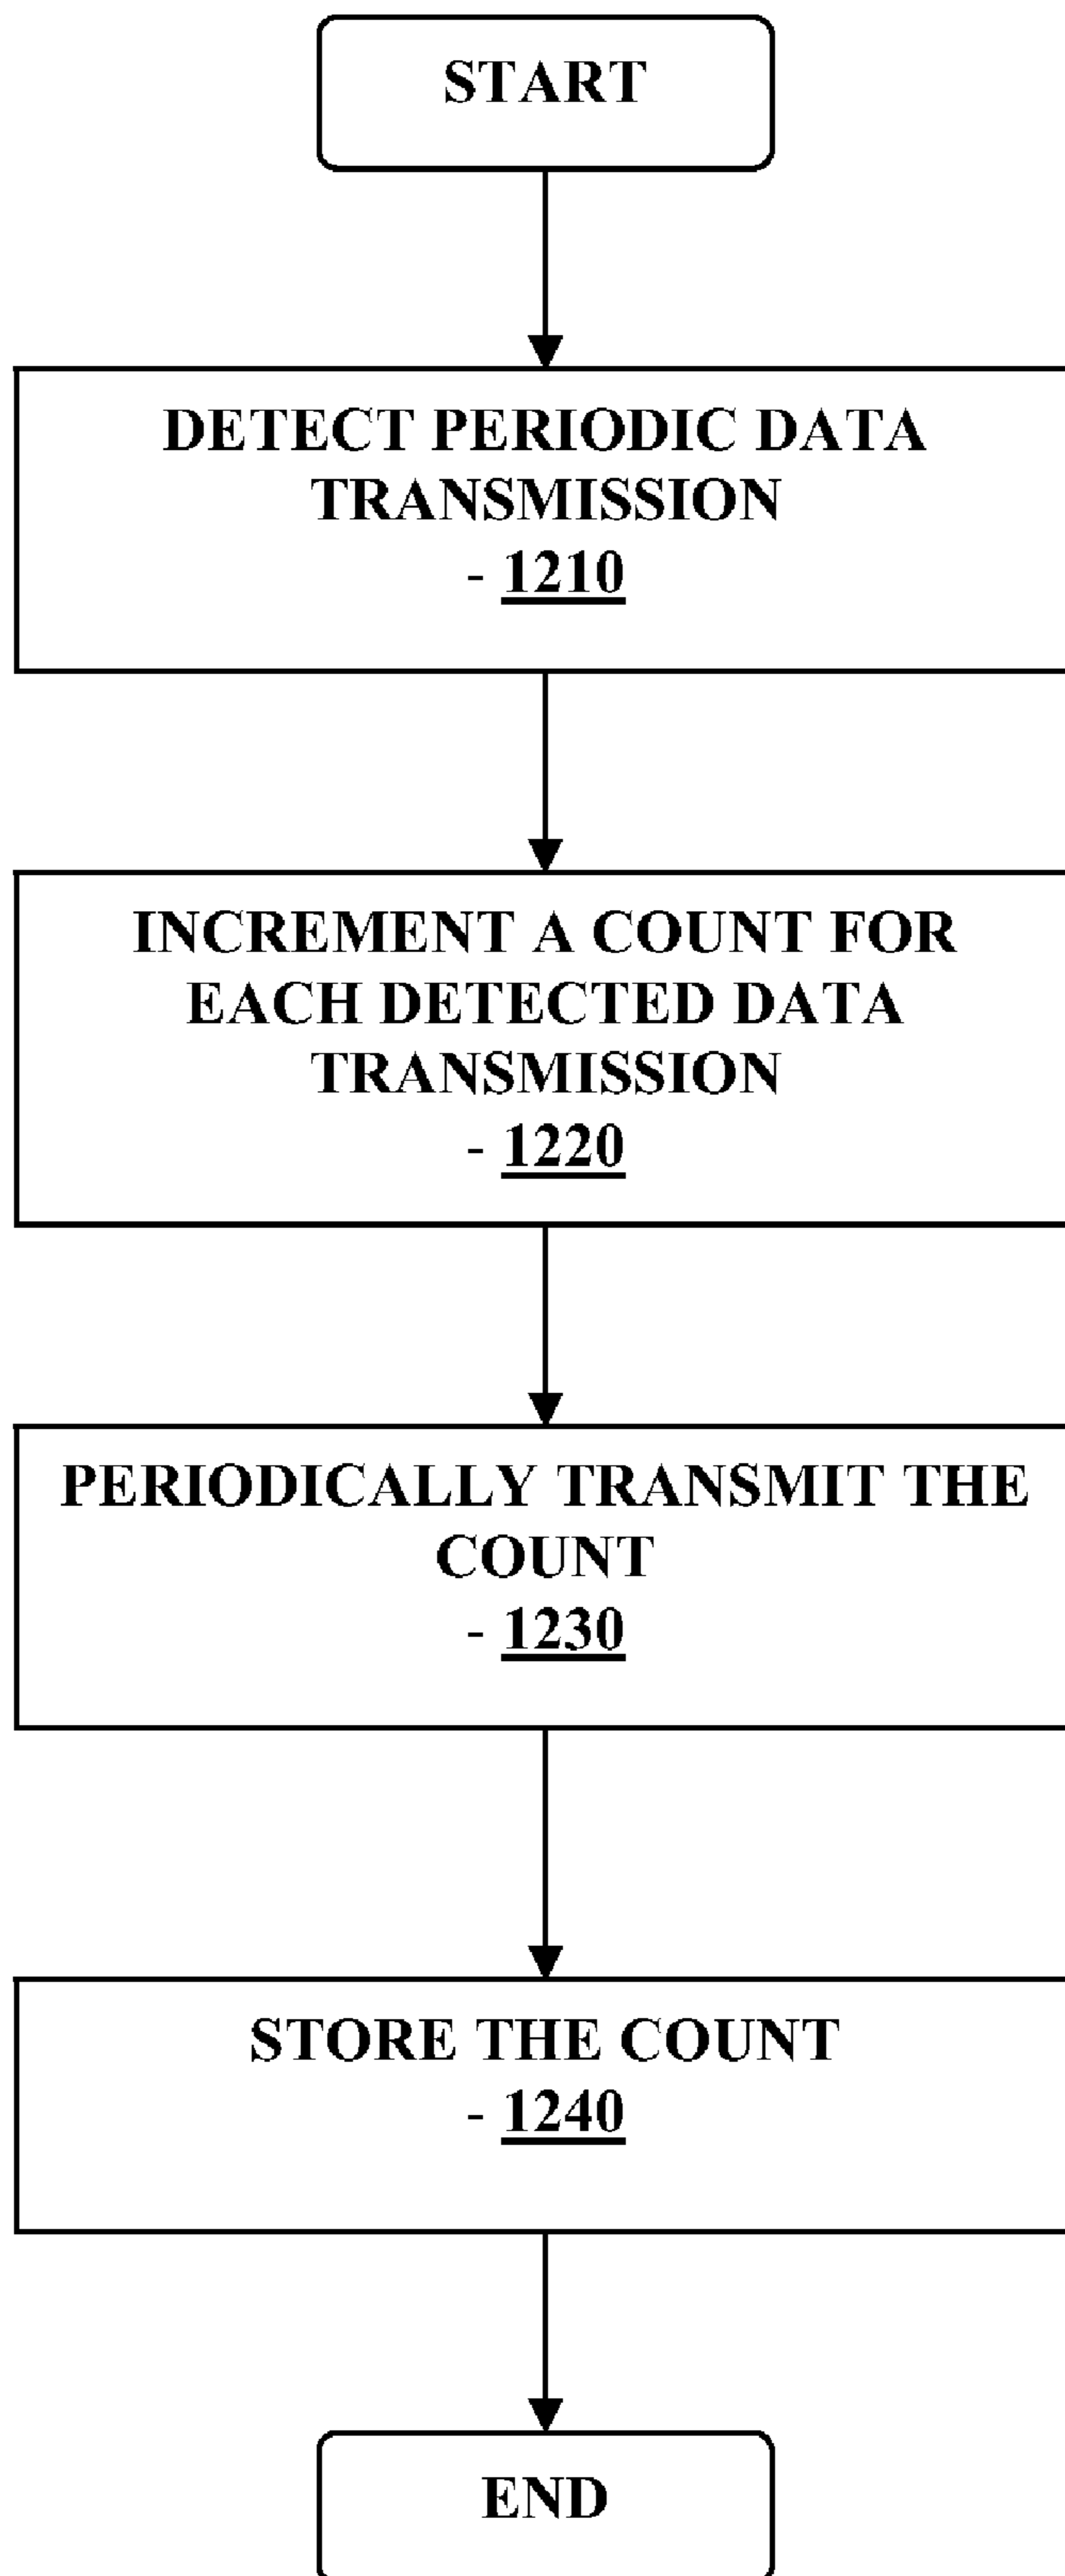 START
DETECT PERIODIC DATA
TRANSMISSION
- 1210
INCREMENT A COUNT FOR
EACH DETECTED DATA
TRANSMISSION
- 1220
PERIODICALLY TRANSMIT THE
COUNT
- 1230
STORE THE COUNT
- 1240
END